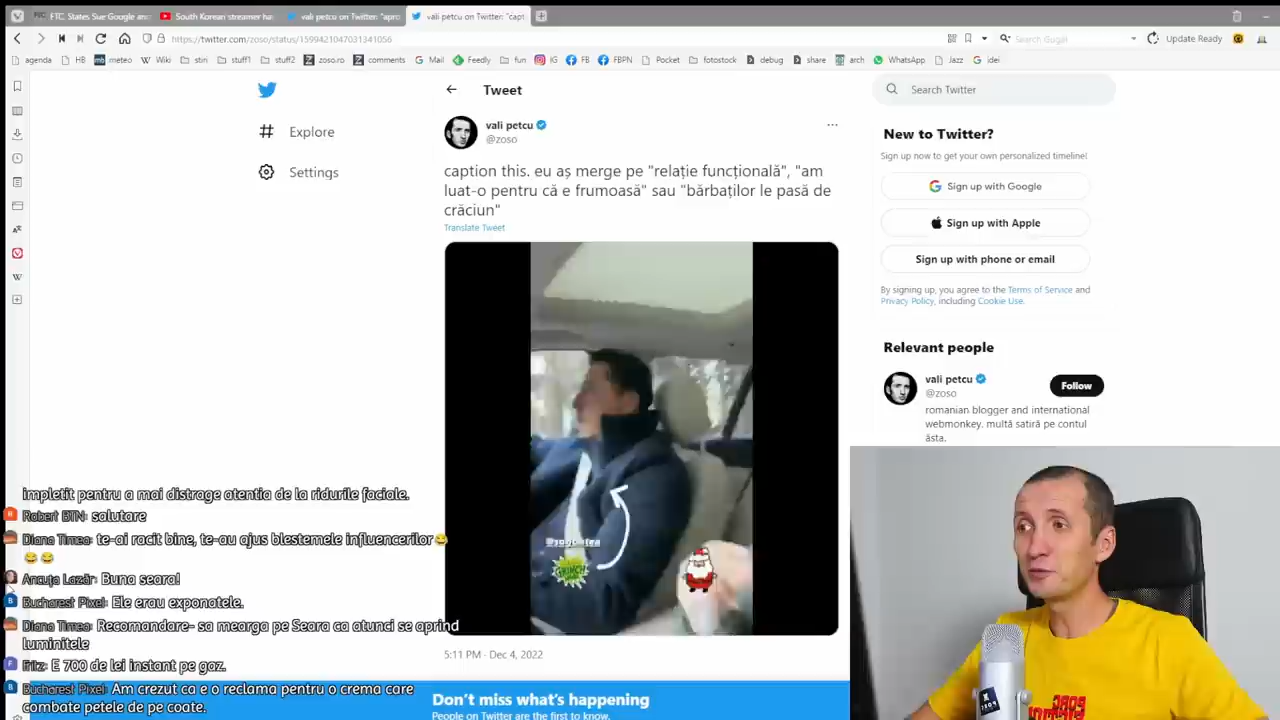 FTC, States Sue Google an
South Korean streamer ha
vali petcu on Twitter: "apro
vali petcu on Twitter: "capt
https://twitter.com/zoso/status/1599421047031341056
Search Gugăl
Update Ready
agenda
HB
meteo
Wiki
stiri
stuff1
stuff2
zoso.ro
comments
Mail
Feedly
fun
IG
FB
FBPN
Pocket
fotostock
debug
share
arch
WhatsApp
Jazz
idei
Explore
Settings
Tweet
vali petcu
@zoso
caption this. eu aș merge pe "relație funcțională", "am
luat-o pentru că e frumoasă" sau "bărbaților le pasă de
crăciun"
Translate Tweet
GRINCH
5:11 PM · Dec 4, 2022
Don't miss what's happening
People on Twitter are the first to know.
Search Twitter
New to Twitter?
Sign up now to get your own personalized timeline!
Sign up with Google
Sign up with Apple
Sign up with phone or email
By signing up, you agree to the Terms of Service and
Privacy Policy, including Cookie Use.
Relevant people
vali petcu
@zoso
Follow
romanian blogger and international
webmonkey. multă satiră pe contul
ăsta.
impletit pentru a mai distrage atentia de la ridurile faciale.
Robert BTN: salutare
Diana Timea: te-ai racit bine, te-au ajus blestemele influencerilor
Ancuța Lazăr: Buna seara!
Bucharest Pixel: Ele erau exponatele.
Diana Timea: Recomandare- sa mearga pe Seara ca atunci se aprind
luminitele
Fritz: E 700 de lei instant pe gaz.
Bucharest Pixel: Am crezut ca e o reclama pentru o crema care
combate petele de pe coate.